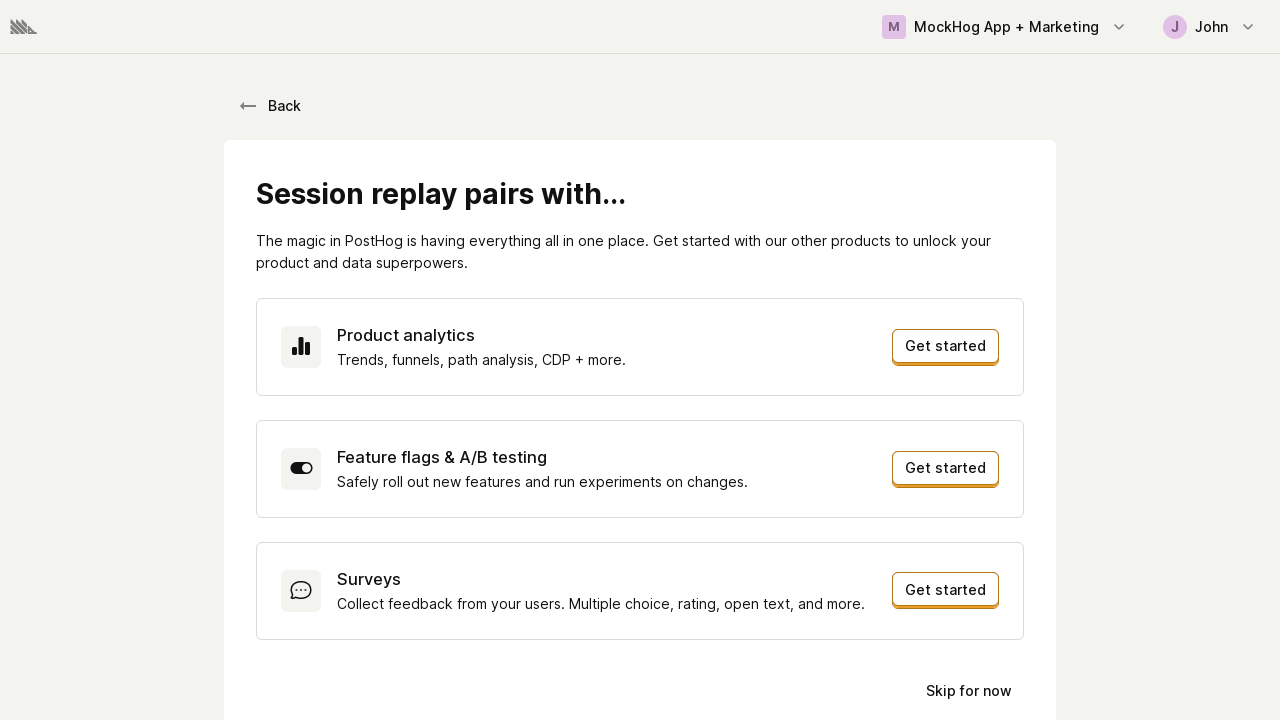 M MockHog App + Marketing
J John
Back
Session replay pairs with...
The magic in PostHog is having everything all in one place. Get started with our other products to unlock your
product and data superpowers.
Product analytics
Trends, funnels, path analysis, CDP + more.
Get started
Feature flags & A/B testing
Safely roll out new features and run experiments on changes.
Get started
Surveys
Collect feedback from your users. Multiple choice, rating, open text, and more.
Get started
Skip for now